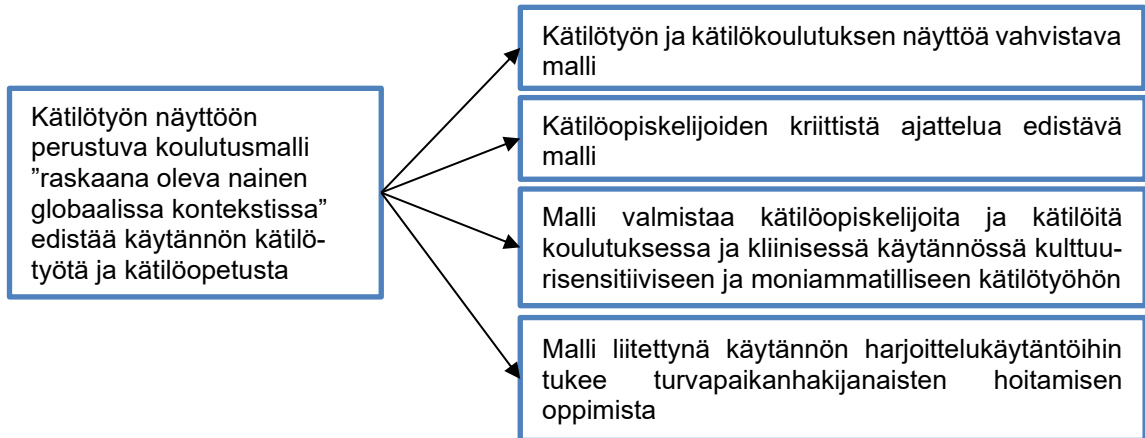 Kätilötyön näyttöön
perustuva koulutusmalli
”raskaana oleva nainen
globaalissa kontekstissa”
edistää käytännön kätilö-
työtä ja kätilöopetusta
Kätilötyön ja kätilökoulutuksen näyttöä vahvistava
malli
Kätilöopiskelijoiden kriittistä ajattelua edistävä
malli
Malli valmistaa kätilöopiskelijoita ja kätilöitä
koulutuksessa ja kliinisessä käytännössä kulttuu-
risensitiiviseen ja moniammatilliseen kätilötyöhön
Malli liitettynä käytännön harjoittelukäytäntöihin
tukee turvapaikanhakijanaisten hoitamisen
oppimista